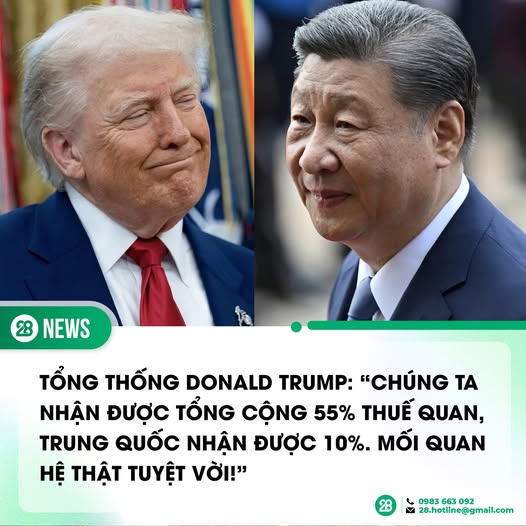 28 NEWS
TỔNG THỐNG DONALD TRUMP: “CHÚNG TA
NHẬN ĐƯỢC TỔNG CỘNG 55% THUẾ QUAN,
TRUNG QUỐC NHẬN ĐƯỢC 10%. MỐI QUAN
HỆ THẬT TUYỆT VỜI!”
28
0983 663 092
28.hotline@gmail.com